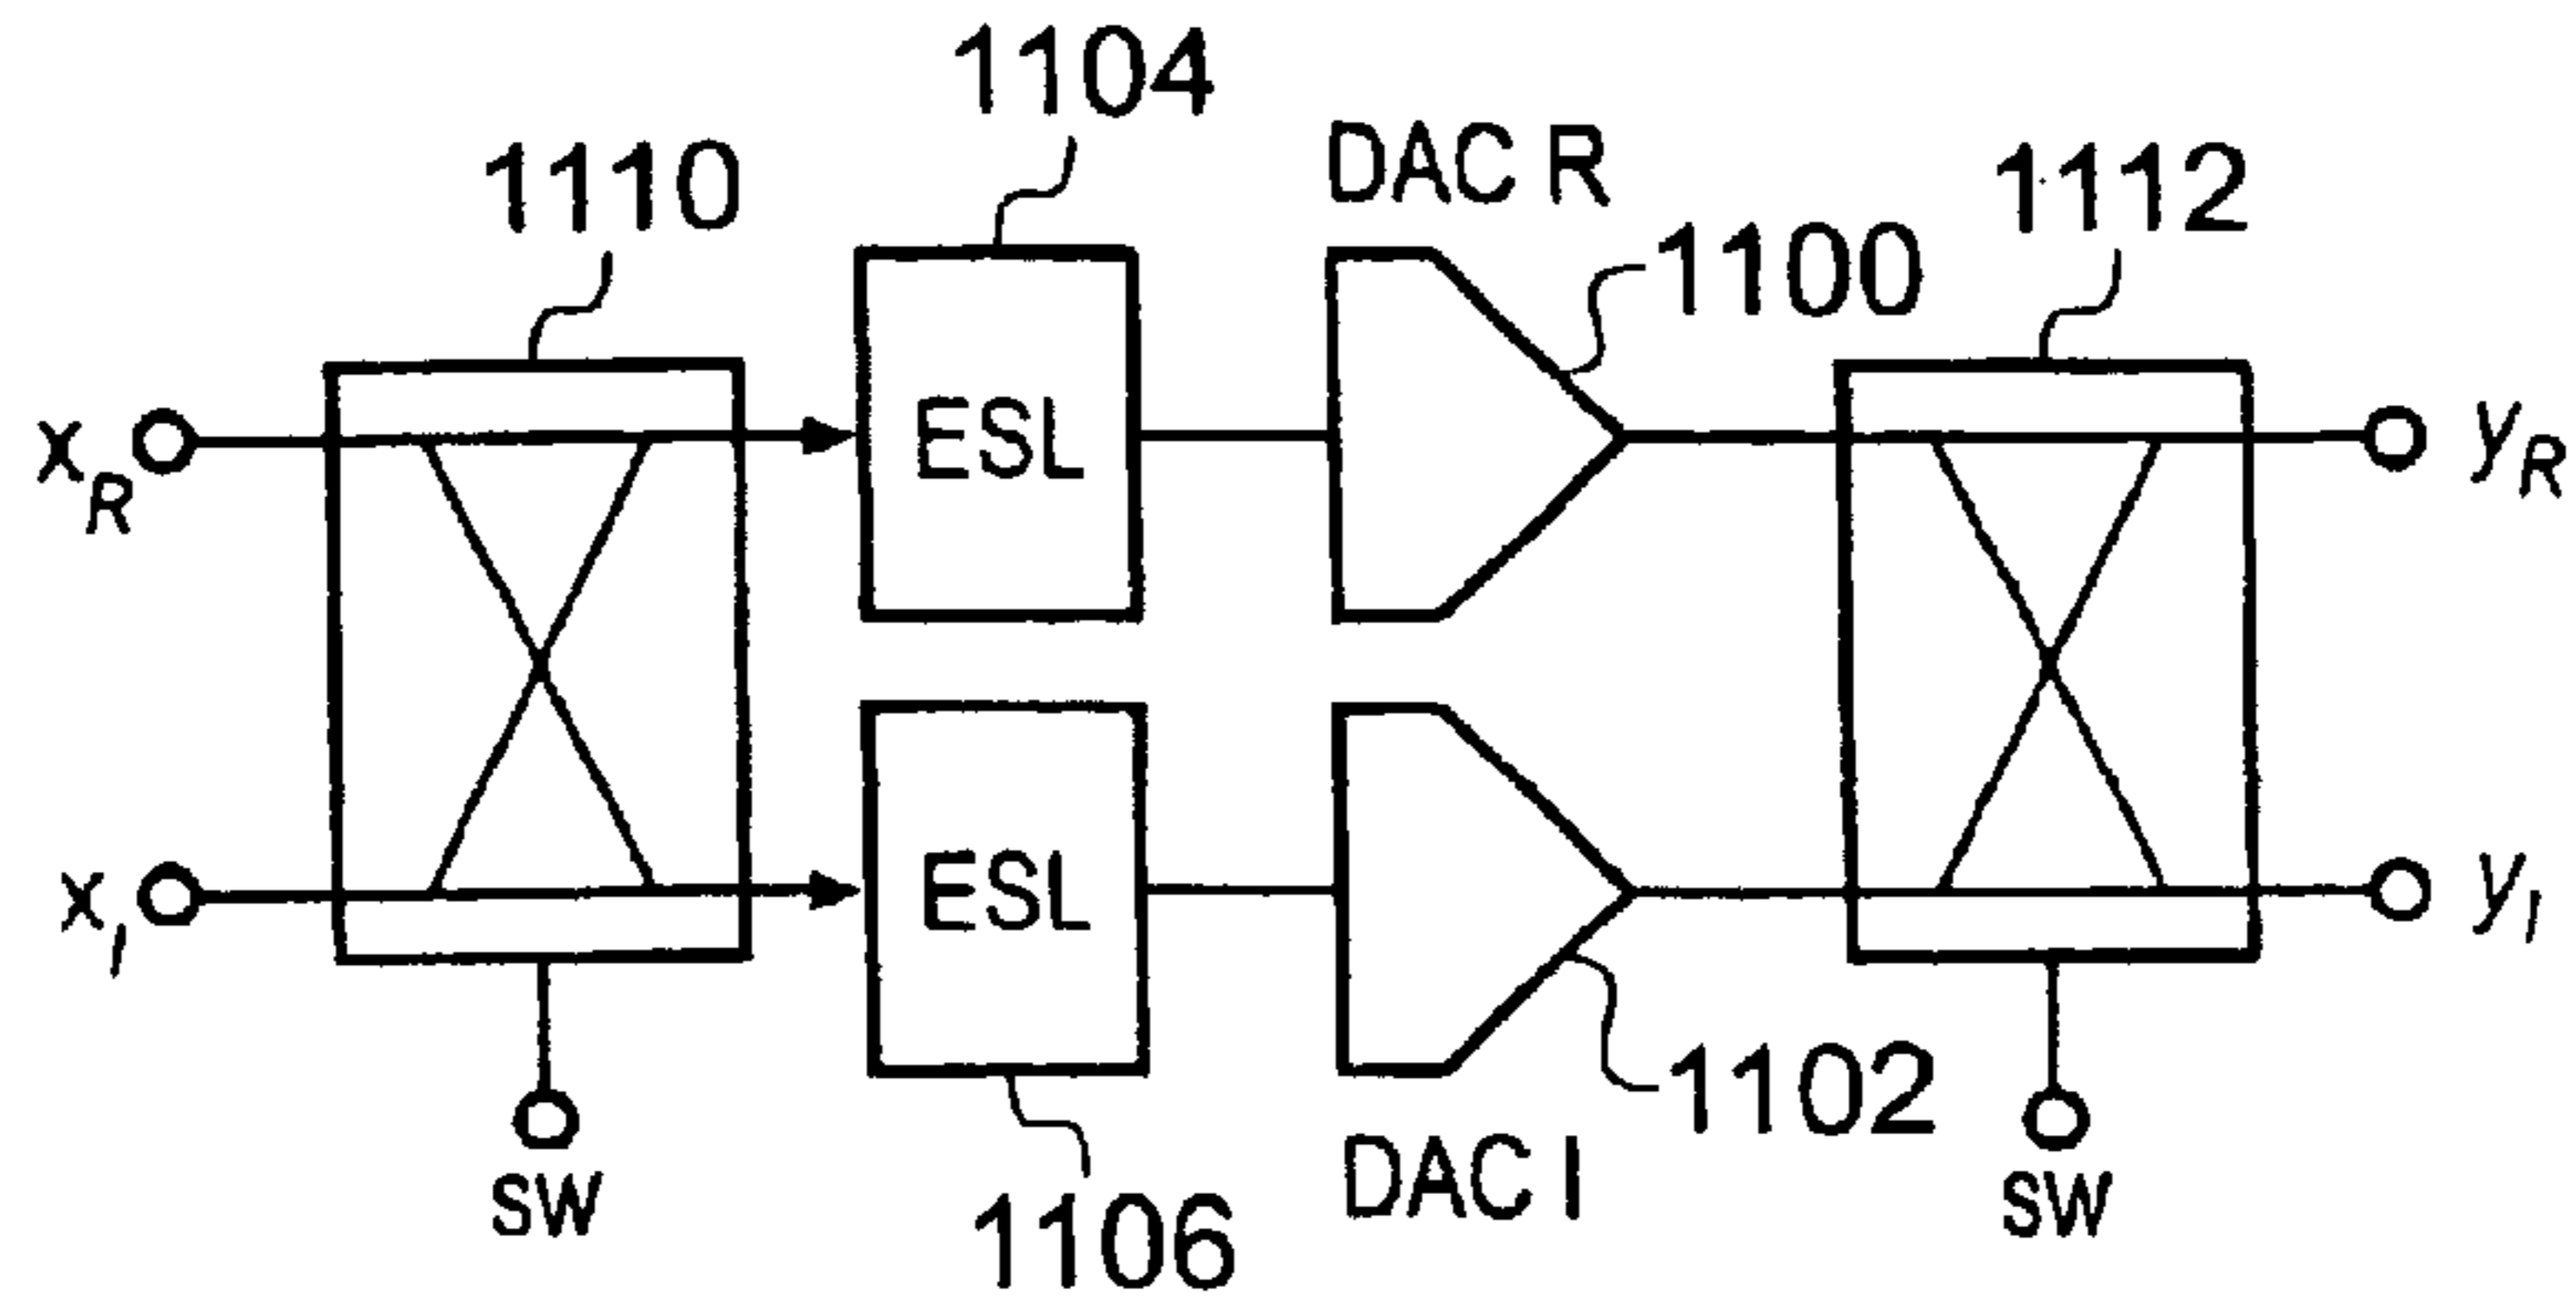 1104
DAC R
1110
1112
1100
ESL
x_R
y_R
ESL
x_I
y_I
1102
DAC I
SW
SW
1106